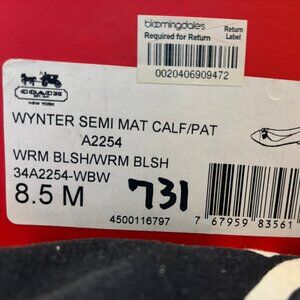 bloomingdales
Return
Label
Required for Return
0020406909472
COACH
NEW YORK
WYNTER SEMI MAT CALF/PAT
A2254
WRM BLSH/WRM BLSH
34A2254-WBW
8.5 M
731
4500116797
7 67959 83561